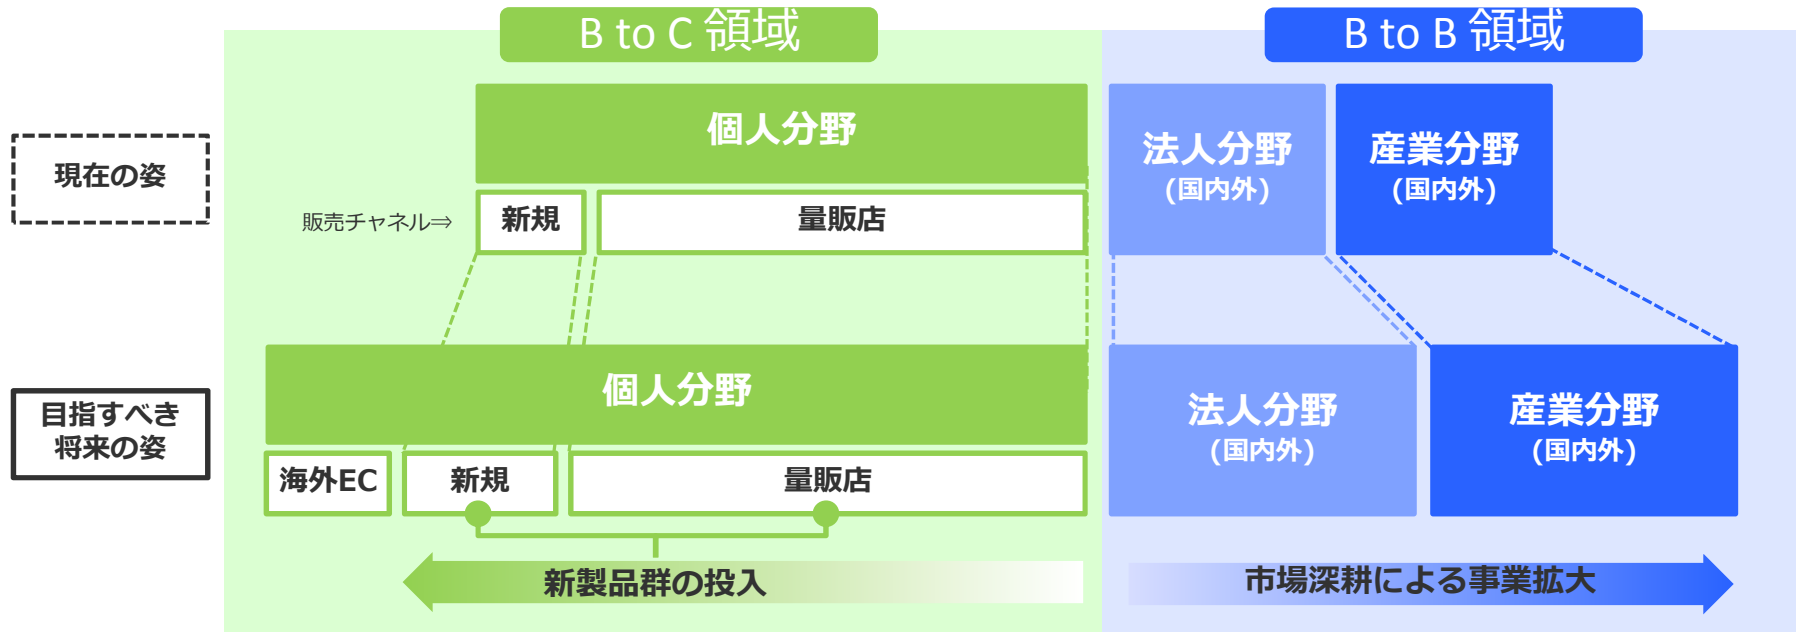 B to C 領域
B to B 領域
現在の姿
個人分野
法人分野
(国内外)
産業分野
(国内外)
販売チャネル⇒
新規
量販店
目指すべき
将来の姿
個人分野
法人分野
(国内外)
産業分野
(国内外)
海外EC
新規
量販店
新製品群の投入
市場深耕による事業拡大